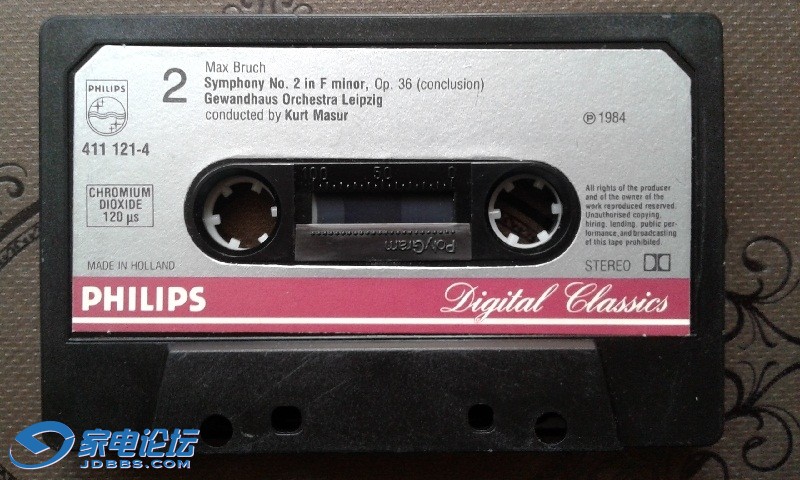 PHILIPS
2
Max Bruch
Symphony No. 2 in F minor, Op. 36 (conclusion)
Gewandhaus Orchestra Leipzig
conducted by Kurt Masur
℗ 1984
411 121-4
CHROMIUM
DIOXIDE
120 µs
100 50 0
PolyGram
All rights of the producer
and of the owner of the
work reproduced reserved.
Unauthorised copying,
hiring, lending, public per-
formance, and broadcasting
of this tape prohibited.
MADE IN HOLLAND
STEREO
PHILIPS
Digital Classics
家电论坛
JDBBS.COM